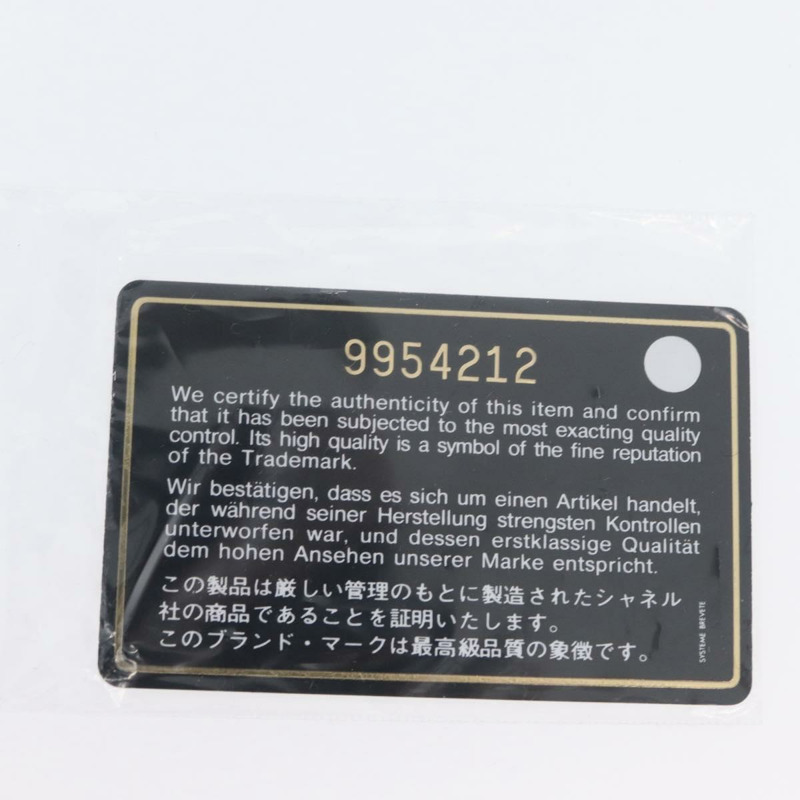 9954212
We certify the authenticity of this item and confirm
that it has been subjected to the most exacting quality
control. Its high quality is a symbol of the fine reputation
of the Trademark.
Wir bestätigen, dass es sich um einen Artikel handelt,
der während seiner Herstellung strengsten Kontrollen
unterworfen war, und dessen erstklassige Qualität
dem hohen Ansehen unserer Marke entspricht.
この製品は厳しい管理のもとに製造されたシャネル
社の商品であることを証明いたします。
このブランド・マークは最高級品質の象徴です。
SYSTEME BREVETE